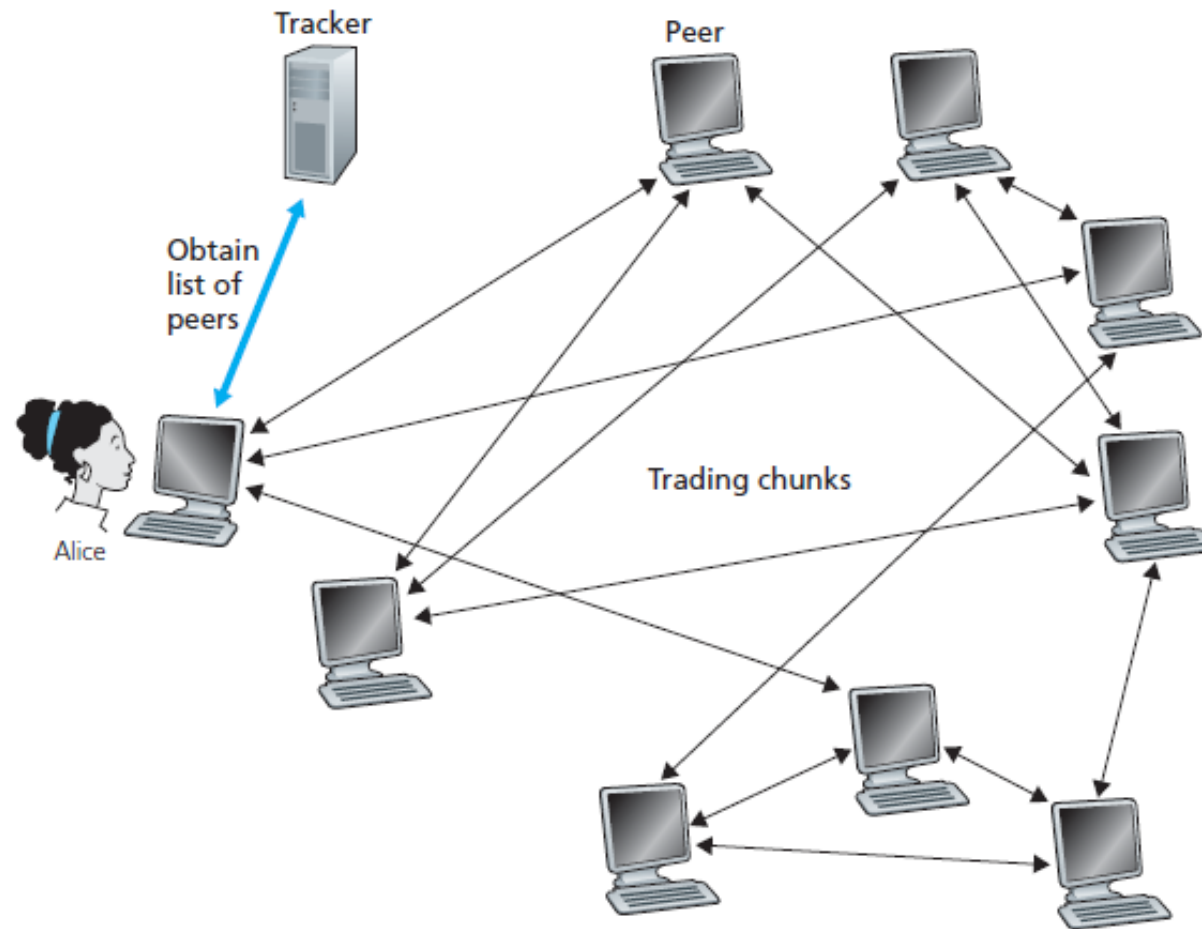 Tracker
Peer
Obtain
list of
peers
Trading chunks
Alice